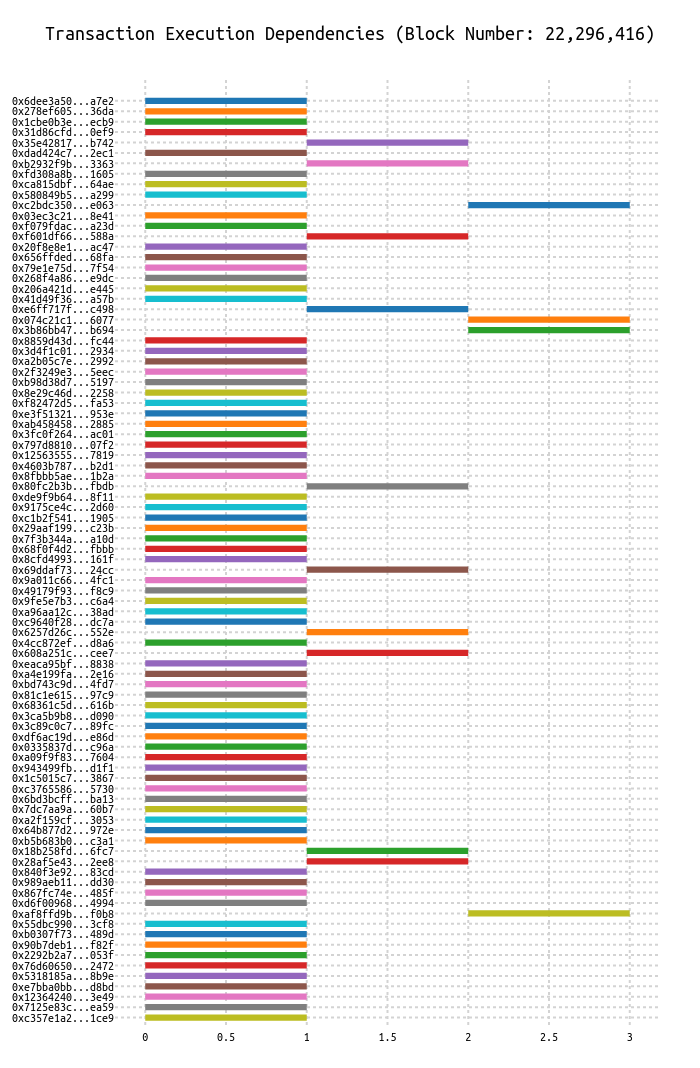 Transaction Execution Dependencies (Block Number: 22,296,416)
0x6dee3a50...a7e2
0x278ef605...36da
0x1cbe0b3e...ecb9
0x31d86cfd...0ef9
0x35e42817...b742
0xdad424c7...2ec1
0xb2932f9b...3363
0xfd308a8b...1605
0xca815dbf...64ae
0x580849b5...a299
0xc2bdc350...e063
0x03ec3c21...8e41
0xf079fdac...a23d
0xf601df66...588a
0x20f8e8e1...ac47
0x656ffded...68fa
0x79e1e75d...7f54
0x268f4a86...e9dc
0x206a421d...e445
0x41d49f36...a57b
0xe6ff717f...c498
0x074c21c1...6077
0x3b86bb47...b694
0x8859d43d...fc44
0x3d4f1c01...2934
0xa2b05c7e...2992
0x2f3249e3...5eec
0xb98d38d7...5197
0x8e29c46d...2258
0xf82472d5...fa53
0xe3f51321...953e
0xab458458...2885
0x3fc0f264...ac01
0x797d8810...07f2
0x12563555...7819
0x4603b787...b2d1
0x8fbbb5ae...1b2a
0x80fc2b3b...fbdb
0xde9f9b64...8f11
0x9175ce4c...2d60
0xc1b2f541...1905
0x29aaf199...c23b
0x7f3b344a...a10d
0x68f0f4d2...fbbb
0x8cfd4993...161f
0x69ddaf73...24cc
0x9a011c66...4fc1
0x49179f93...f8c9
0x9fe5e7b3...c6a4
0xa96aa12c...38ad
0xc9640f28...dc7a
0x6257d26c...552e
0x4cc872ef...d8a6
0x608a251c...cee7
0xeaca95bf...8838
0xa4e199fa...2e16
0xbd743c9d...4fd7
0x81c1e615...97c9
0x68361c5d...616b
0x3ca5b9b8...d090
0x3c89c0c7...89fc
0xdf6ac19d...e86d
0x0335837d...c96a
0xa09f9f83...7604
0x943499fb...d1f1
0x1c5015c7...3867
0xc3765586...5730
0x6bd3bcff...ba13
0x7dc7aa9a...60b7
0xa2f159cf...3053
0x64b877d2...972e
0xb5b683b0...c3a1
0x18b258fd...6fc7
0x28af5e43...2ee8
0x840f3e92...83cd
0x989aeb11...dd30
0x867fc74e...485f
0xd6f00968...4994
0xaf8ffd9b...f0b8
0x55dbc990...3cf8
0xb0307f73...489d
0x90b7deb1...f82f
0x2292b2a7...053f
0x76d60650...2472
0x5318185a...8b9e
0xe7bba0bb...d8bd
0x12364240...3e49
0x7125e83c...ea59
0xc357e1a2...1ce9
0 0.5 1 1.5 2 2.5 3